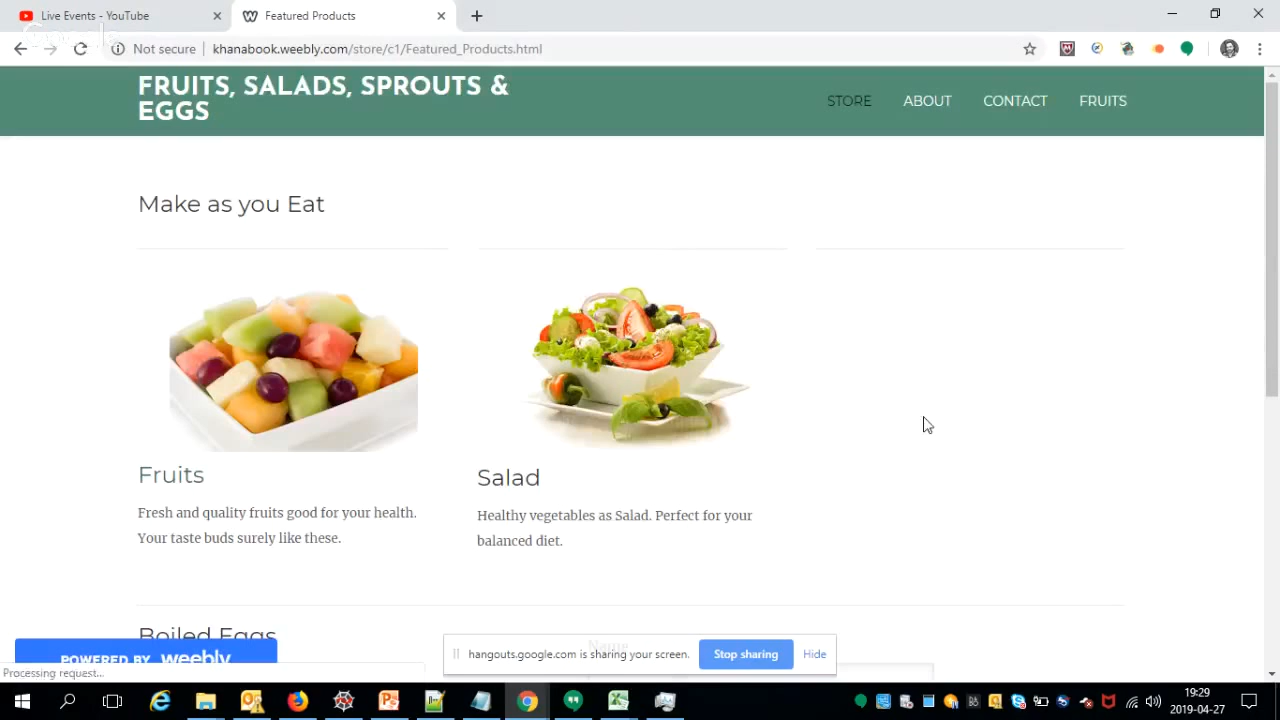 Live Events - YouTube
Featured Products
Not secure
khanabook.weebly.com/store/c1/Featured_Products.html
FRUITS, SALADS, SPROUTS &
EGGS
STORE
ABOUT
CONTACT
FRUITS
Make as you Eat
Fruits
Fresh and quality fruits good for your health.
Your taste buds surely like these.
Salad
Healthy vegetables as Salad. Perfect for your
balanced diet.
Boiled Eggs
Name
POWERED BY weebly
hangouts.google.com is sharing your screen.
Stop sharing
Hide
Processing request...
19:29
2019-04-27